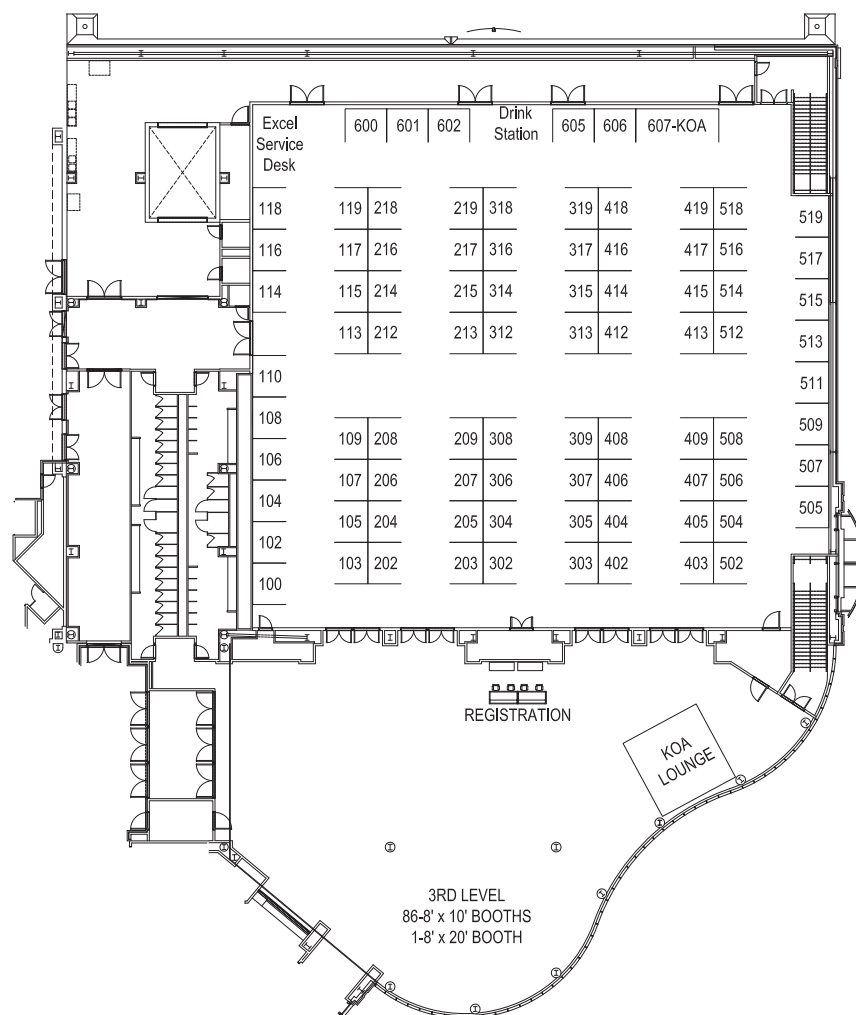 Excel
Service
Desk
600 601 602
Drink
Station
605 606 607-KOA
118 119 218 219 318 319 418 419 518
519
116 117 216 217 316 317 416 417 516
517
114 115 214 215 314 315 414 415 514
515
113 212 213 312 313 412 413 512
513
110
511
108
509
109 208 209 308 309 408 409 508
106
507
107 206 207 306 307 406 407 506
104
505
105 204 205 304 305 404 405 504
102
103 202 203 302 303 402 403 502
100
REGISTRATION
KOA
LOUNGE
3RD LEVEL
86-8' x 10' BOOTHS
1-8' x 20' BOOTH